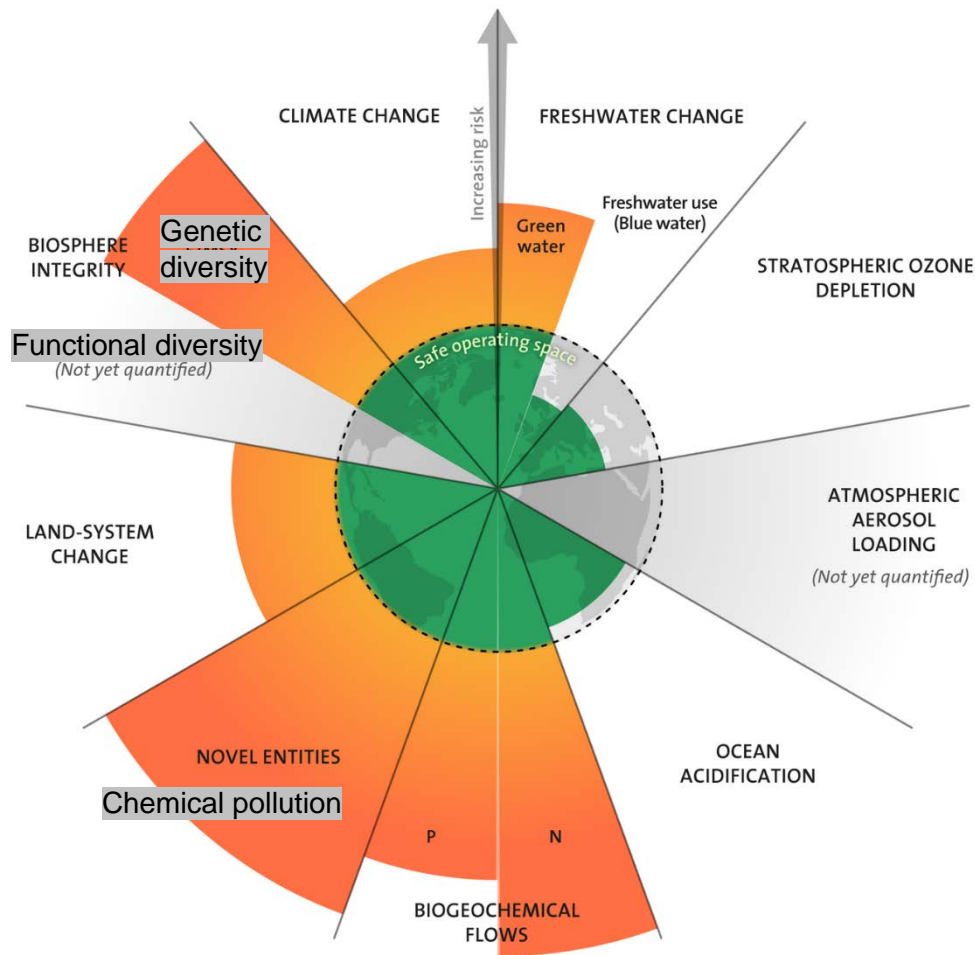 CLIMATE CHANGE
Increasing risk
FRESHWATER CHANGE
Green
water
Freshwater use
(Blue water)
STRATOSPHERIC OZONE
DEPLETION
BIOSPHERE
INTEGRITY
Genetic
diversity
Functional diversity
(Not yet quantified)
Safe operating space
ATMOSPHERIC
AEROSOL
LOADING
(Not yet quantified)
LAND-SYSTEM
CHANGE
OCEAN
ACIDIFICATION
NOVEL ENTITIES
Chemical pollution
P
N
BIOGEOCHEMICAL
FLOWS